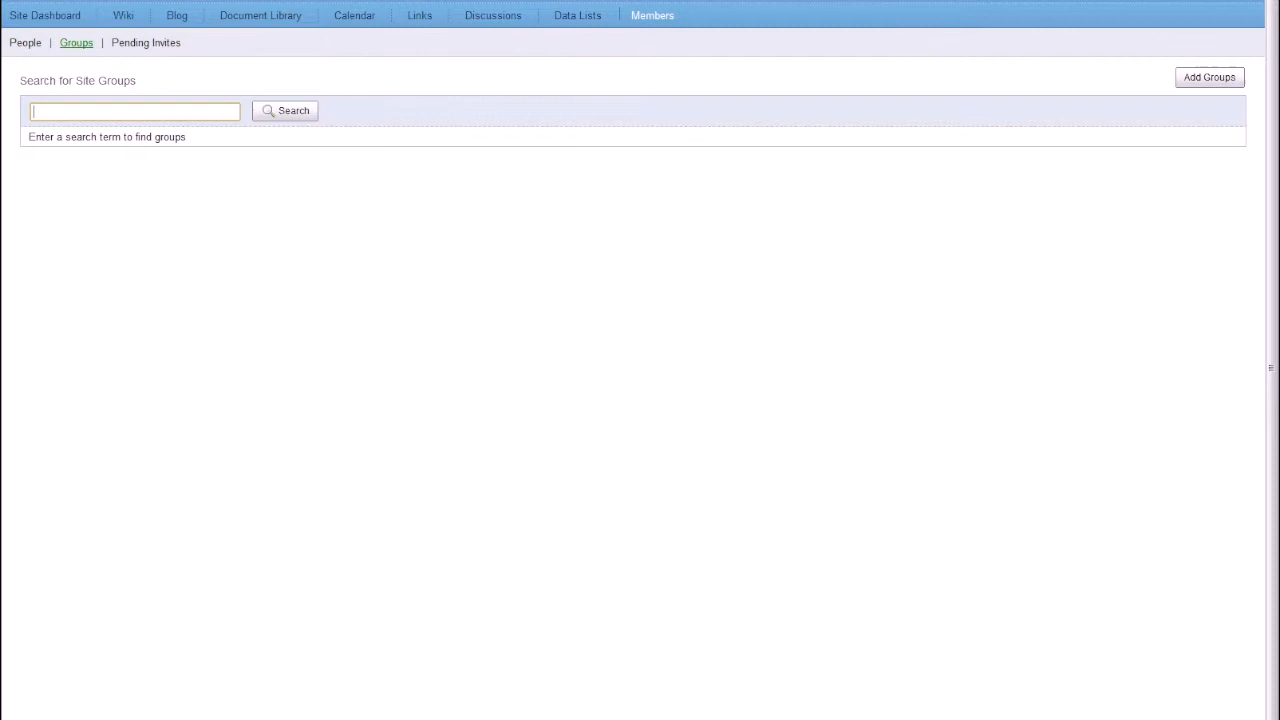 Site Dashboard Wiki Blog Document Library Calendar Links Discussions Data Lists Members
People | Groups | Pending Invites
Search for Site Groups Add Groups
Search
Enter a search term to find groups